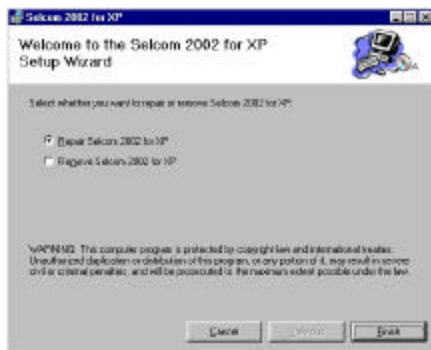 Selcom 2002 for XP
Welcome to the Selcom 2002 for XP
Setup Wizard
Select whether you want to repair or remove Selcom 2002 for XP.
Repair Selcom 2002 for XP
Remove Selcom 2002 for XP
WARNING: This computer program is protected by copyright law and international treaties.
Unauthorized duplication or distribution of this program, or any portion of it, may result in severe
civil or criminal penalties, and will be prosecuted to the maximum extent possible under the law.
Cancel
Finish